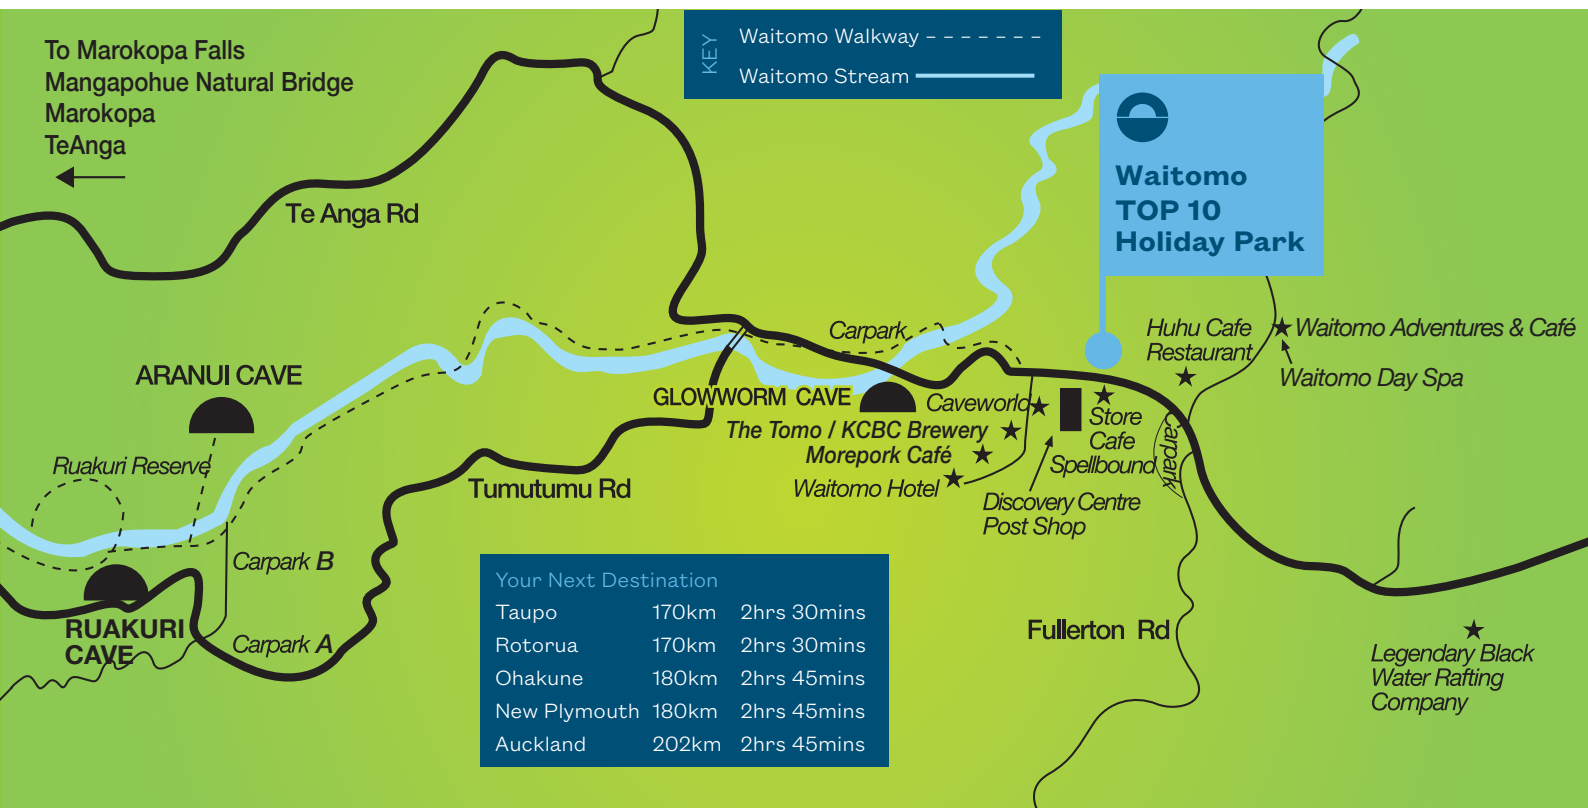 To Marokopa Falls
Mangapohue Natural Bridge
Marokopa
TeAnga
KEY
Waitomo Walkway
Waitomo Stream
Waitomo
TOP 10
Holiday Park
Te Anga Rd
Carpark
Huhu Cafe
Restaurant
Waitomo Adventures & Café
Waitomo Day Spa
ARANUI CAVE
GLOWWORM CAVE
Caveworld
The Tomo / KCBC Brewery
Morepork Café
Waitomo Hotel
Store
Cafe
Spellbound
Carpark
Discovery Centre
Post Shop
Ruakuri Reserve
Tumutumu Rd
Carpark B
RUAKURI
CAVE
Carpark A
Your Next Destination
Taupo 170km 2hrs 30mins
Rotorua 170km 2hrs 30mins
Ohakune 180km 2hrs 45mins
New Plymouth 180km 2hrs 45mins
Auckland 202km 2hrs 45mins
Fullerton Rd
Legendary Black
Water Rafting
Company